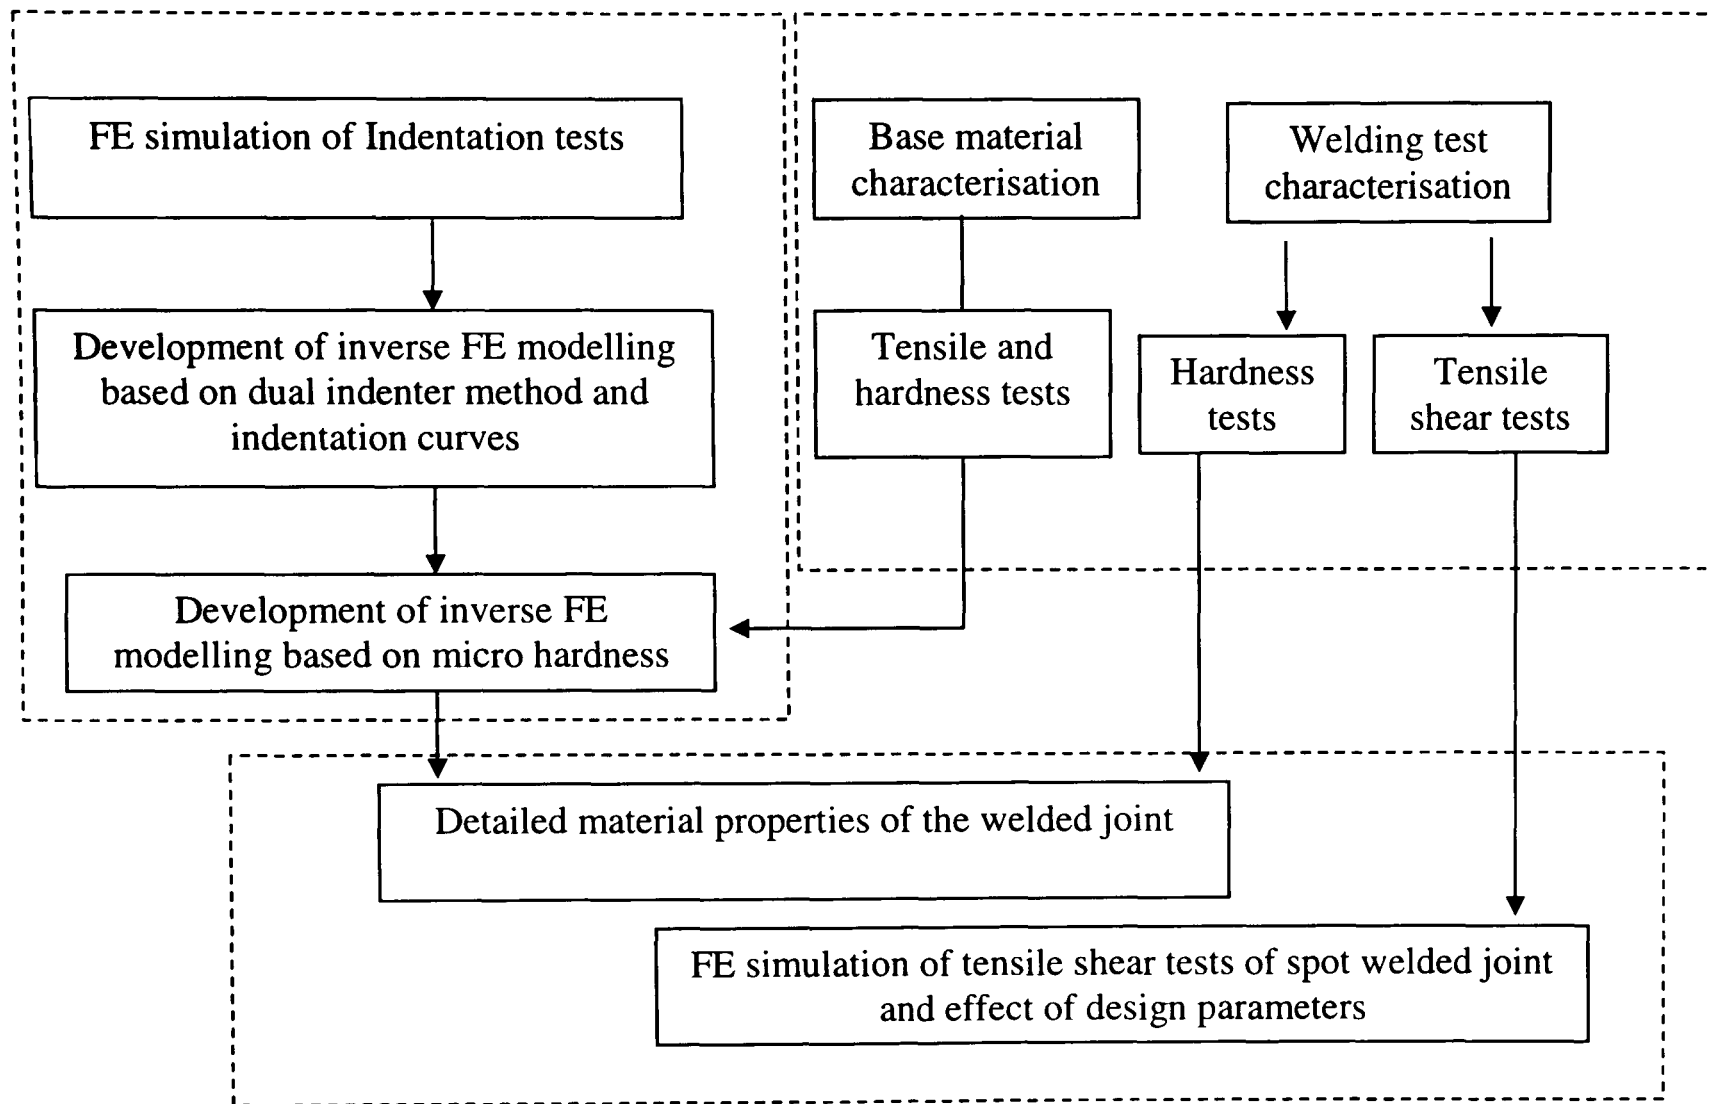 FE simulation of Indentation tests
Development of inverse FE modelling
based on dual indenter method and
indentation curves
Development of inverse FE
modelling based on micro hardness
Base material
characterisation
Tensile and
hardness tests
Welding test
characterisation
Hardness
tests
Tensile
shear tests
Detailed material properties of the welded joint
FE simulation of tensile shear tests of spot welded joint
and effect of design parameters